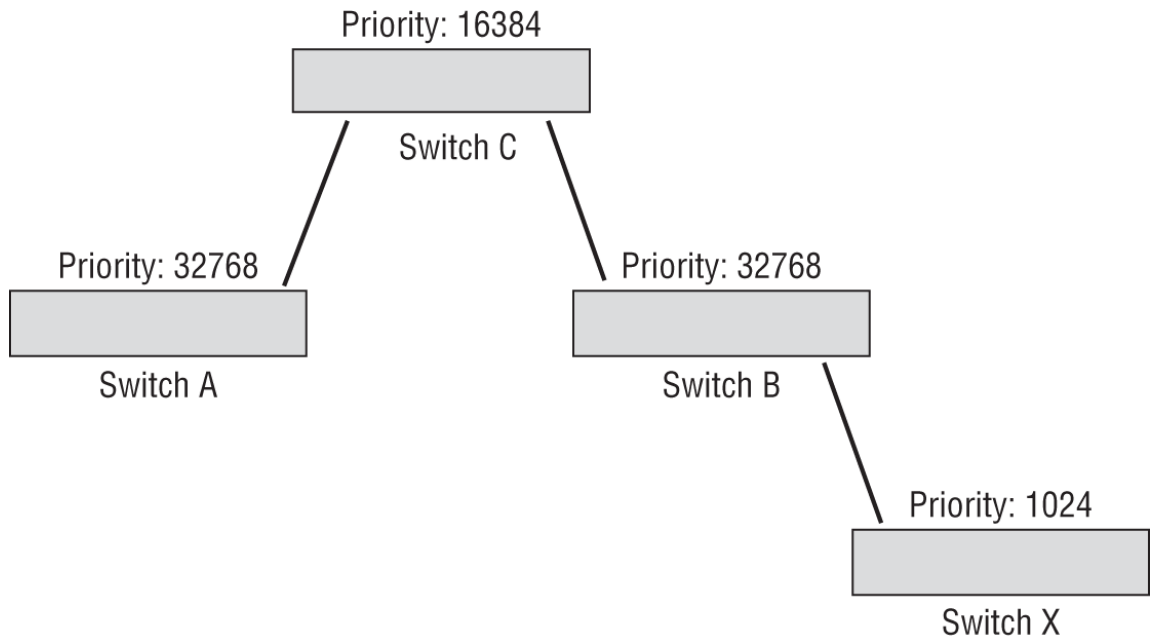 Priority: 16384
Switch C
Priority: 32768
Priority: 32768
Switch A
Switch B
Priority: 1024
Switch X